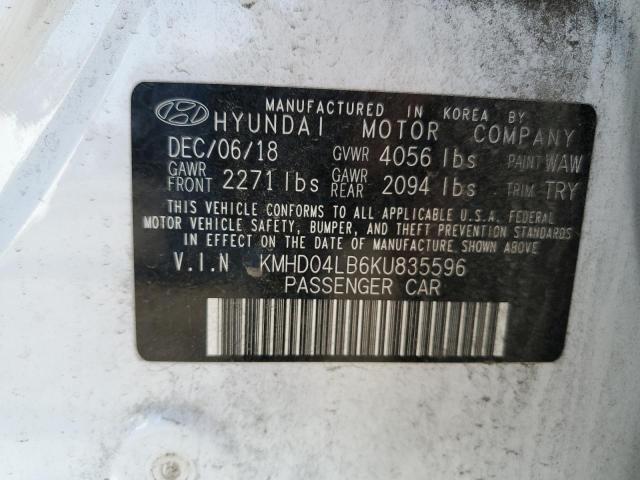 MANUFACTURED IN KOREA BY
HYUNDAI MOTOR COMPANY
DEC/06/18 GVWR 4056 lbs PAINT WAW
GAWR FRONT 2271 lbs GAWR REAR 2094 lbs TRIM TRY
THIS VEHICLE CONFORMS TO ALL APPLICABLE U.S.A. FEDERAL
MOTOR VEHICLE SAFETY, BUMPER, AND THEFT PREVENTION STANDARDS
IN EFFECT ON THE DATE OF MANUFACTURE SHOWN ABOVE.
V.I.N KMHD04LB6KU835596
PASSENGER CAR